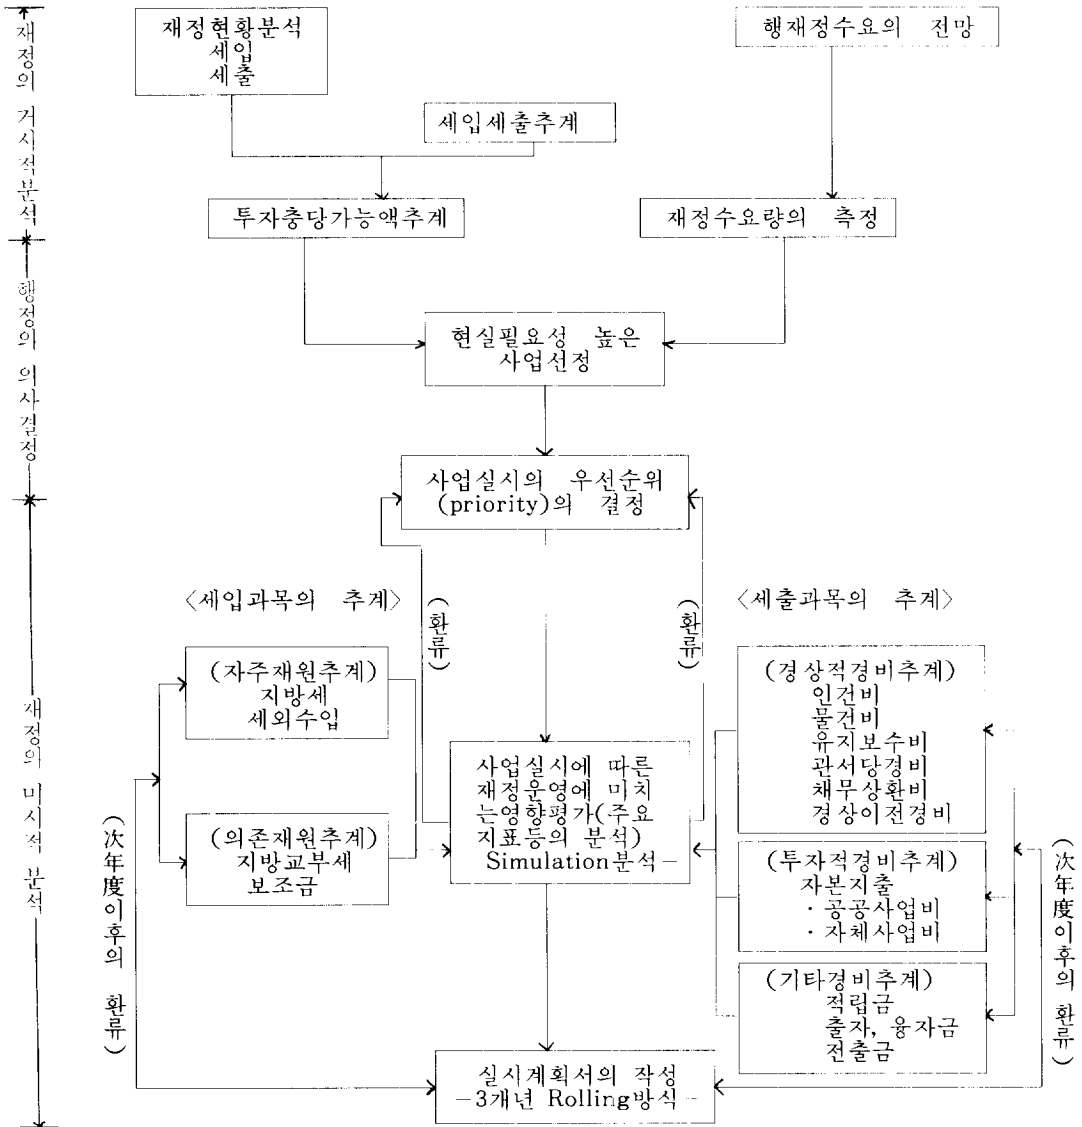 재정의 거시적분석
행정의 의사결정
재정의 미시적 분석
재정현황분석
세입
세출
행재정수요의 전망
세입세출추계
투자충당가능액추계
재정수요량의 측정
현실필요성 높은
사업선정
사업실시의 우선순위
(priority)의 결정
〈세입과목의 추계〉
(환류)
(환류)
〈세출과목의 추계〉
(자주재원추계)
지방세
세외수입
(의존재원추계)
지방교부세
보조금
사업실시에 따른
재정운영에 미치
는영향평가(주요
지표등의 분석)
Simulation분석-
(경상적경비추계)
인건비
물건비
유지보수비
관서당경비
채무상환비
경상이전경비
(투자적경비추계)
자본지출
·공공사업비
·자체사업비
(기타경비추계)
적립금
출자, 융자금
전출금
(次年度이후의 환류)
(次年度이후의 환류)
실시계획서의 작성
-3개년 Rolling방식-